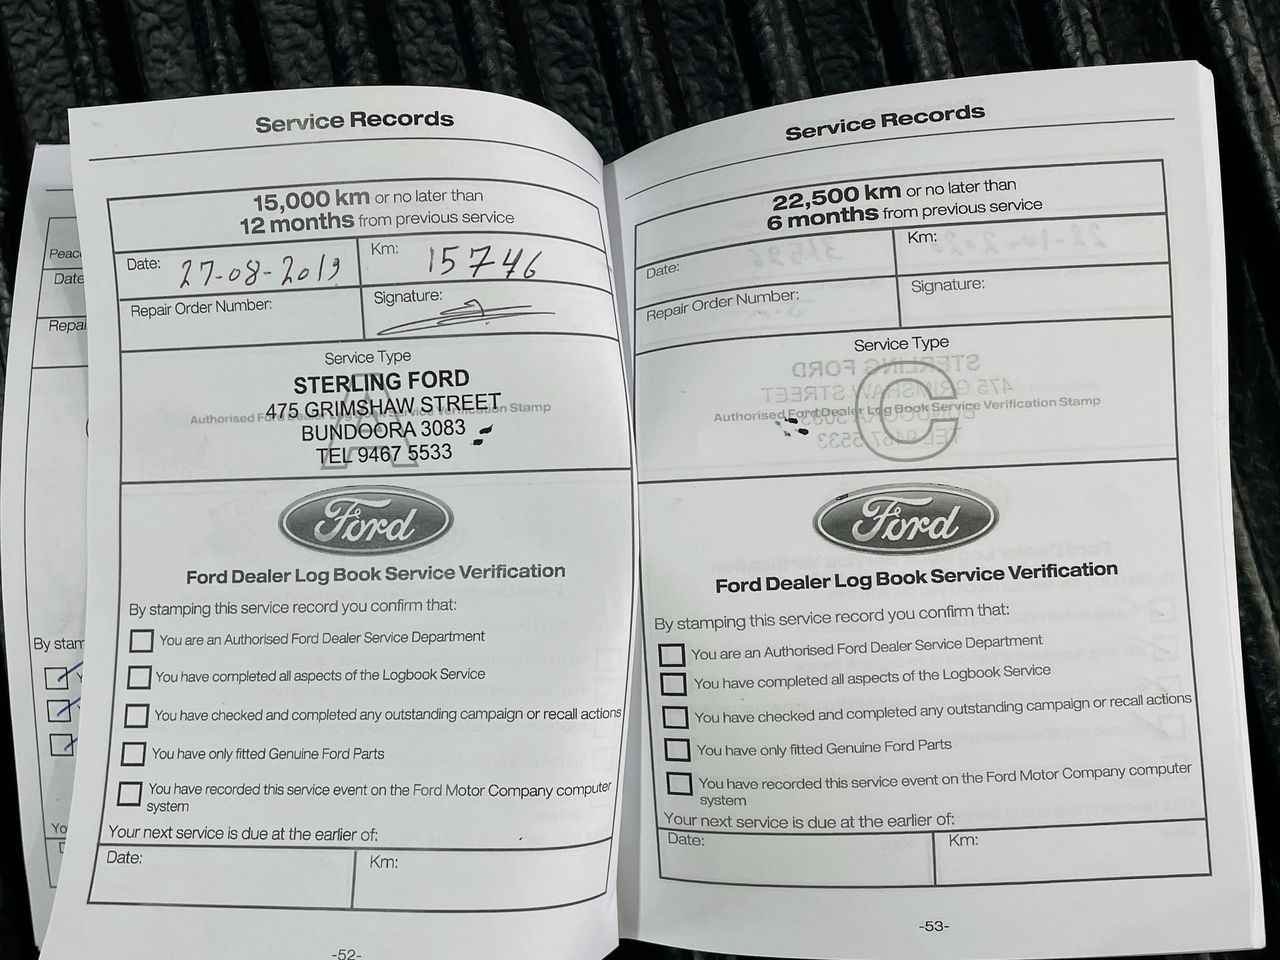 Service Records
15,000 km or no later than
12 months from previous service
Date: 27-08-2019 Km: 15746
Repair Order Number: Signature:
Service Type
A
Authorised Ford Dealer Log Book Service Verification Stamp
STERLING FORD
475 GRIMSHAW STREET
BUNDOORA 3083
TEL 9467 5533
Ford
Ford Dealer Log Book Service Verification
By stamping this service record you confirm that:
You are an Authorised Ford Dealer Service Department
You have completed all aspects of the Logbook Service
You have checked and completed any outstanding campaign or recall actions
You have only fitted Genuine Ford Parts
You have recorded this service event on the Ford Motor Company computer
system
Your next service is due at the earlier of:
Date: Km:
-52-
Service Records
22,500 km or no later than
6 months from previous service
Date: Km:
Repair Order Number: Signature:
Service Type
C
Authorised Ford Dealer Log Book Service Verification Stamp
Ford
Ford Dealer Log Book Service Verification
By stamping this service record you confirm that:
You are an Authorised Ford Dealer Service Department
You have completed all aspects of the Logbook Service
You have checked and completed any outstanding campaign or recall actions
You have only fitted Genuine Ford Parts
You have recorded this service event on the Ford Motor Company computer
system
Your next service is due at the earlier of:
Date: Km:
-53-
Date
By stam